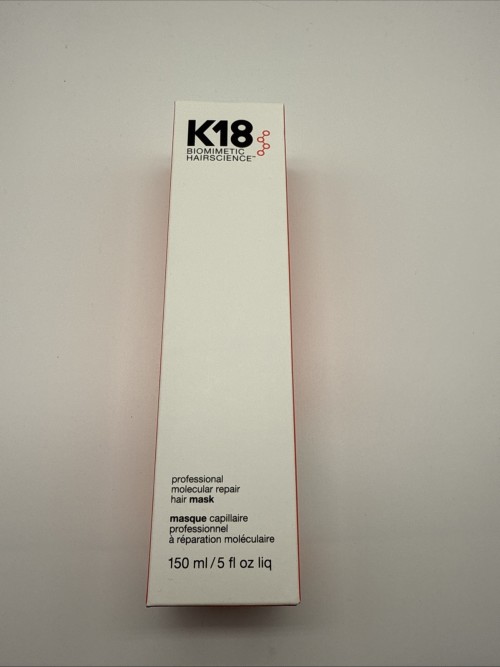 K18
BIOMIMETIC
HAIRSCIENCE™
professional
molecular repair
hair mask
masque capillaire
professionnel
à réparation moléculaire
150 ml / 5 fl oz liq